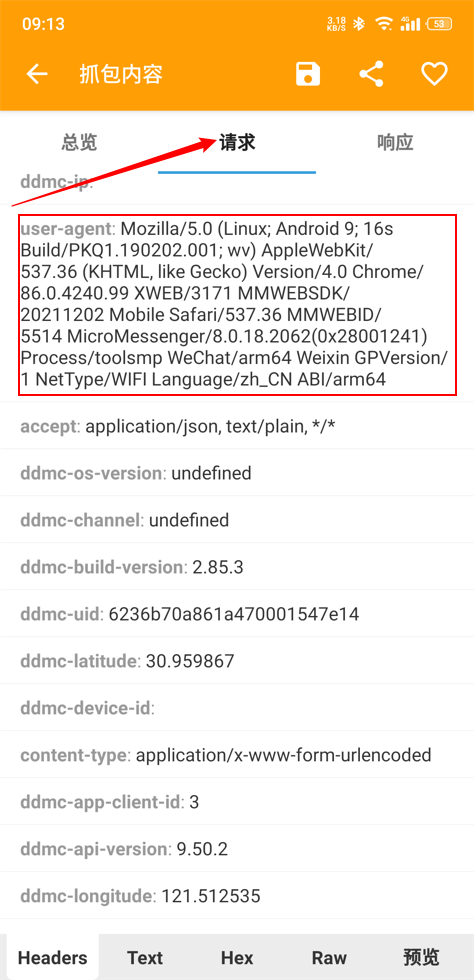 09:13
3.18
KB/S
4G
53
抓包内容
总览
请求
响应
ddmc-ip:
user-agent: Mozilla/5.0 (Linux; Android 9; 16s
Build/PKQ1.190202.001; wv) AppleWebKit/
537.36 (KHTML, like Gecko) Version/4.0 Chrome/
86.0.4240.99 XWEB/3171 MMWEBSDK/
20211202 Mobile Safari/537.36 MMWEBID/
5514 MicroMessenger/8.0.18.2062(0x28001241)
Process/toolsmp WeChat/arm64 Weixin GPVersion/
1 NetType/WIFI Language/zh_CN ABI/arm64
accept: application/json, text/plain, */*
ddmc-os-version: undefined
ddmc-channel: undefined
ddmc-build-version: 2.85.3
ddmc-uid: 6236b70a861a470001547e14
ddmc-latitude: 30.959867
ddmc-device-id:
content-type: application/x-www-form-urlencoded
ddmc-app-client-id: 3
ddmc-api-version: 9.50.2
ddmc-longitude: 121.512535
Headers
Text
Hex
Raw
预览